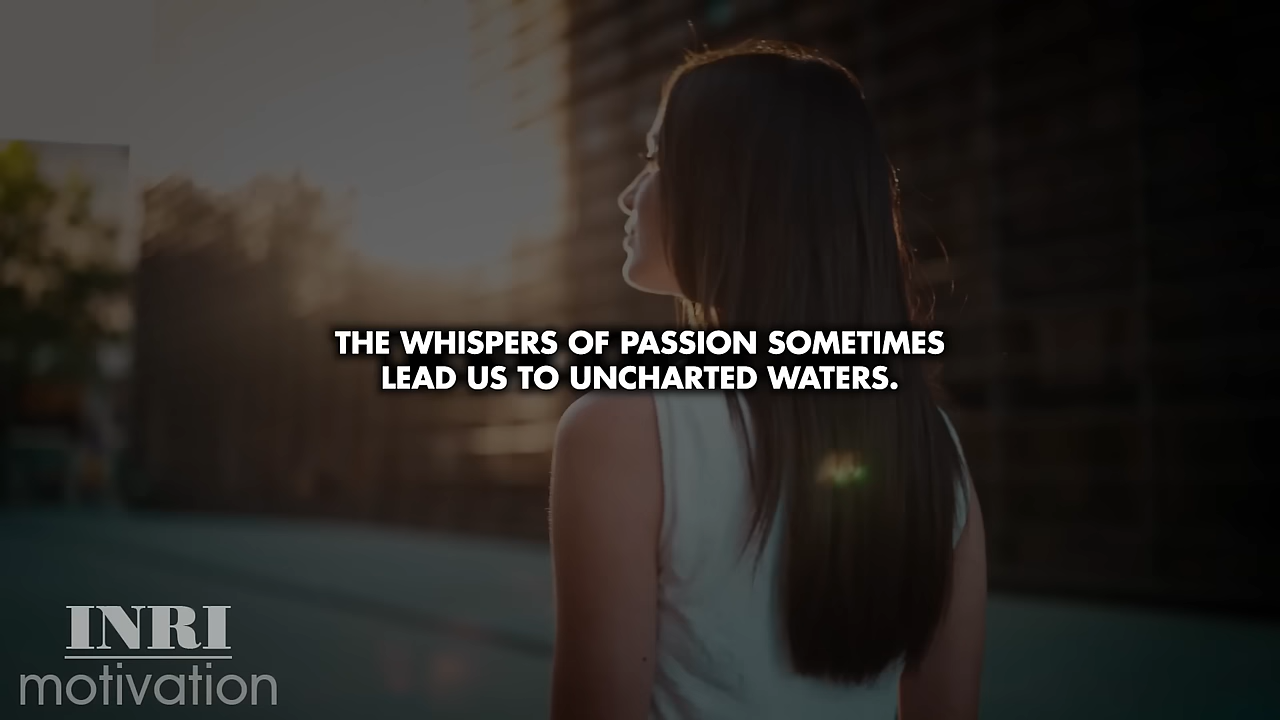 THE WHISPERS OF PASSION SOMETIMES
LEAD US TO UNCHARTED WATERS.
INRI
motivation